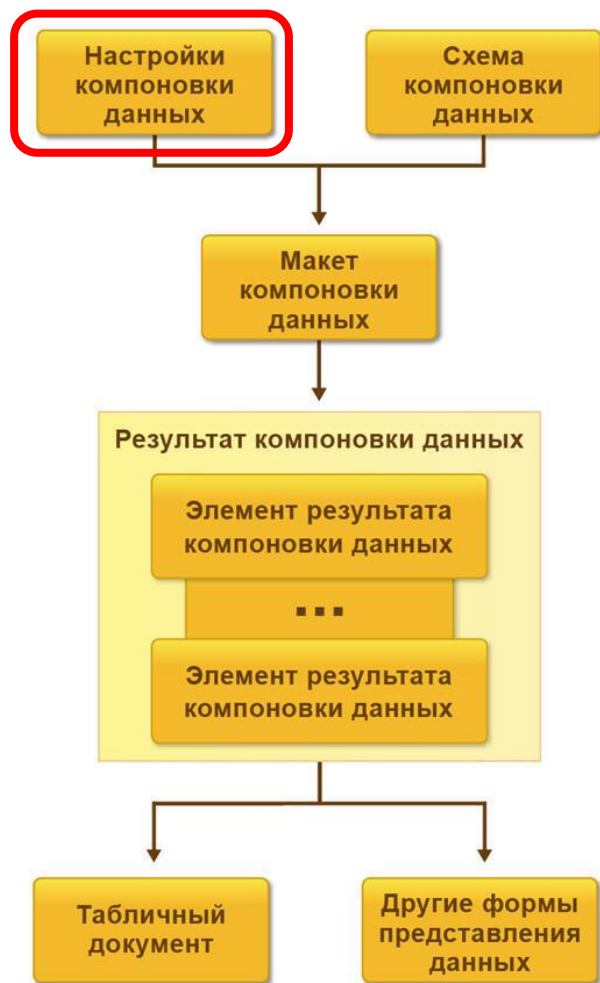 Настройки
компоновки
данных
Схема
компоновки
данных
Макет
компоновки
данных
Результат компоновки данных
Элемент результата
компоновки данных
...
Элемент результата
компоновки данных
Табличный
документ
Другие формы
представления
данных